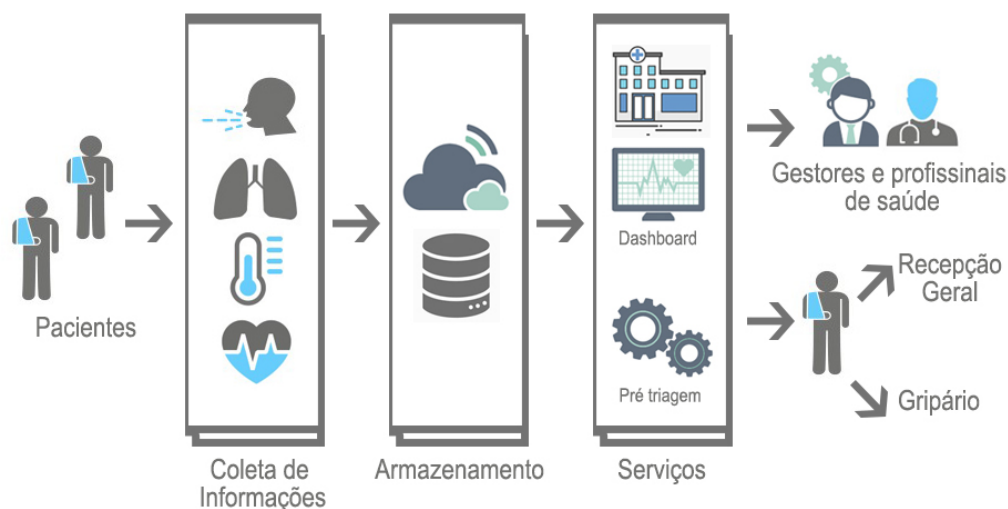 Pacientes
Coleta de
Informações
Armazenamento
Dashboard
Pré triagem
Serviços
Gestores e profissinais
de saúde
Recepção
Geral
Gripário